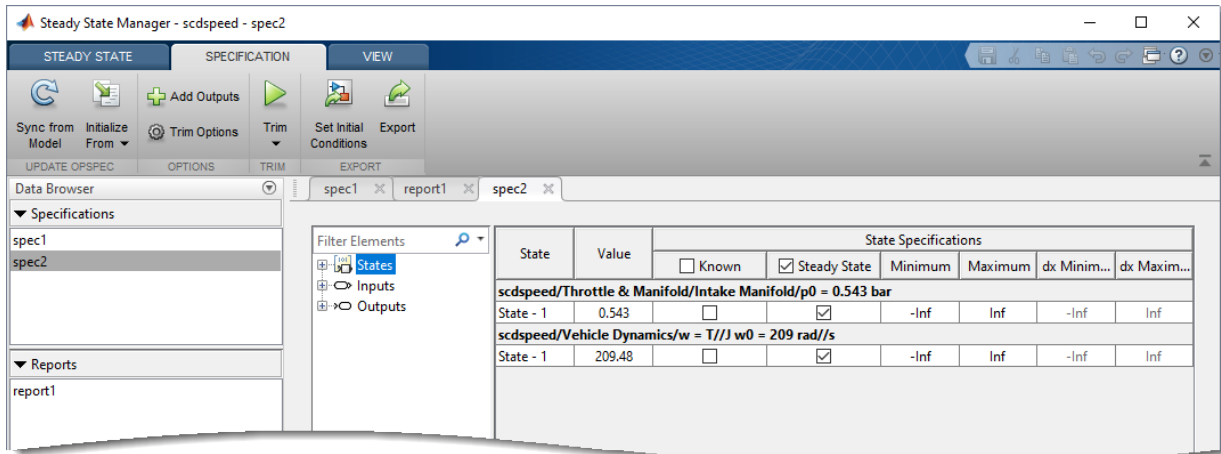 Steady State Manager - scdspeed - spec2
STEADY STATE SPECIFICATION VIEW
Sync from Model Initialize From Add Outputs Trim Options Trim Set Initial Conditions Export
UPDATE OPSPEC OPTIONS TRIM EXPORT
Data Browser
Specifications
spec1
spec2
Reports
report1
spec1 report1 spec2
Filter Elements
States
Inputs
Outputs
State Value State Specifications
Known Steady State Minimum Maximum dx Minim... dx Maxim...
scdspeed/Throttle & Manifold/Intake Manifold/p0 = 0.543 bar
State - 1 0.543 -Inf Inf -Inf Inf
scdspeed/Vehicle Dynamics/w = T//J w0 = 209 rad//s
State - 1 209.48 -Inf Inf -Inf Inf